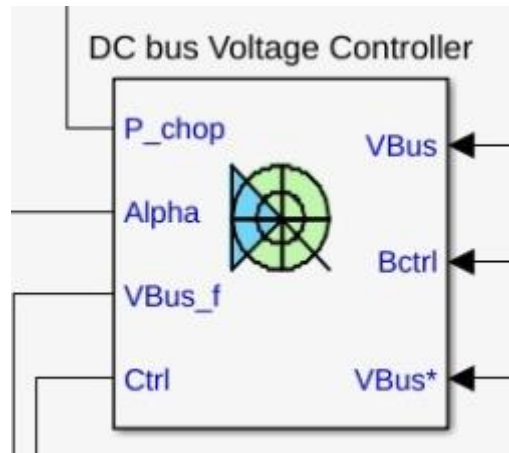 DC bus Voltage Controller
P_chop
VBus
Alpha
Bctrl
VBus_f
Ctrl
VBus*